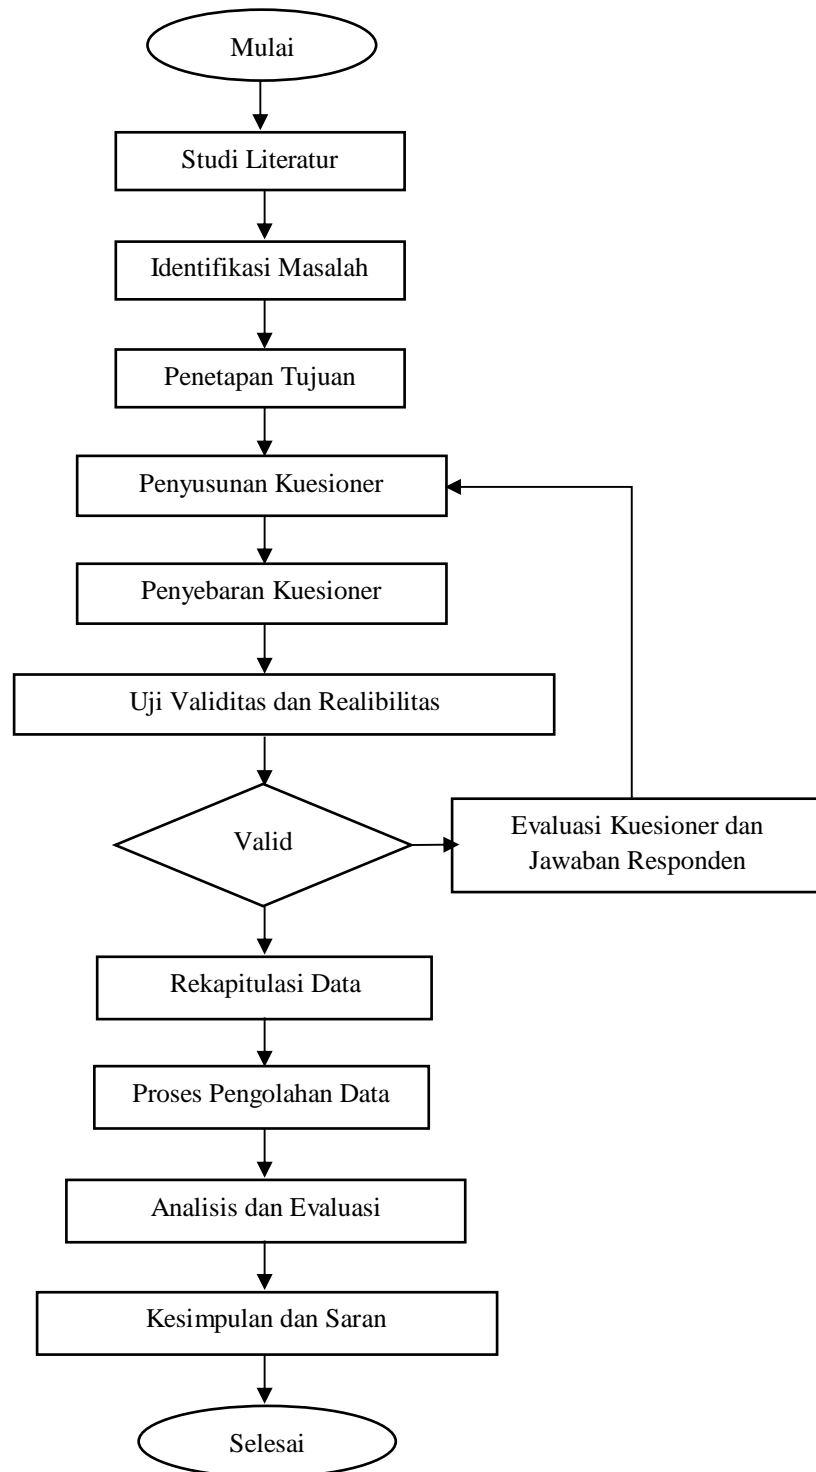 Mulai
Studi Literatur
Identifikasi Masalah
Penetapan Tujuan
Penyusunan Kuesioner
Penyebaran Kuesioner
Uji Validitas dan Realibilitas
Valid
Evaluasi Kuesioner dan
Jawaban Responden
Rekapitulasi Data
Proses Pengolahan Data
Analisis dan Evaluasi
Kesimpulan dan Saran
Selesai